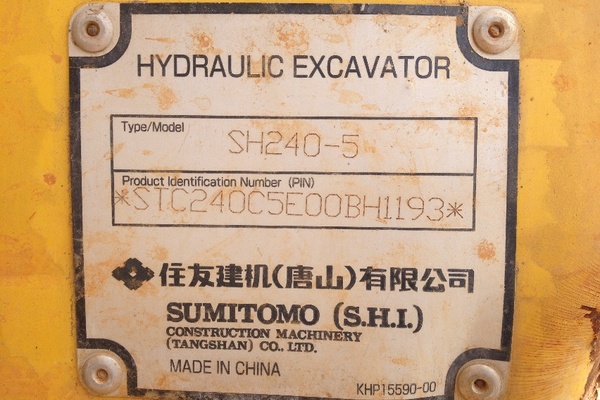 HYDRAULIC EXCAVATOR
Type/Model
SH240-5
Product Identification Number (PIN)
*STC240C5E00BH1193*
住友建机(唐山)有限公司
SUMITOMO (S.H.I.)
CONSTRUCTION MACHINERY
(TANGSHAN) CO., LTD.
MADE IN CHINA
KHP15590-00